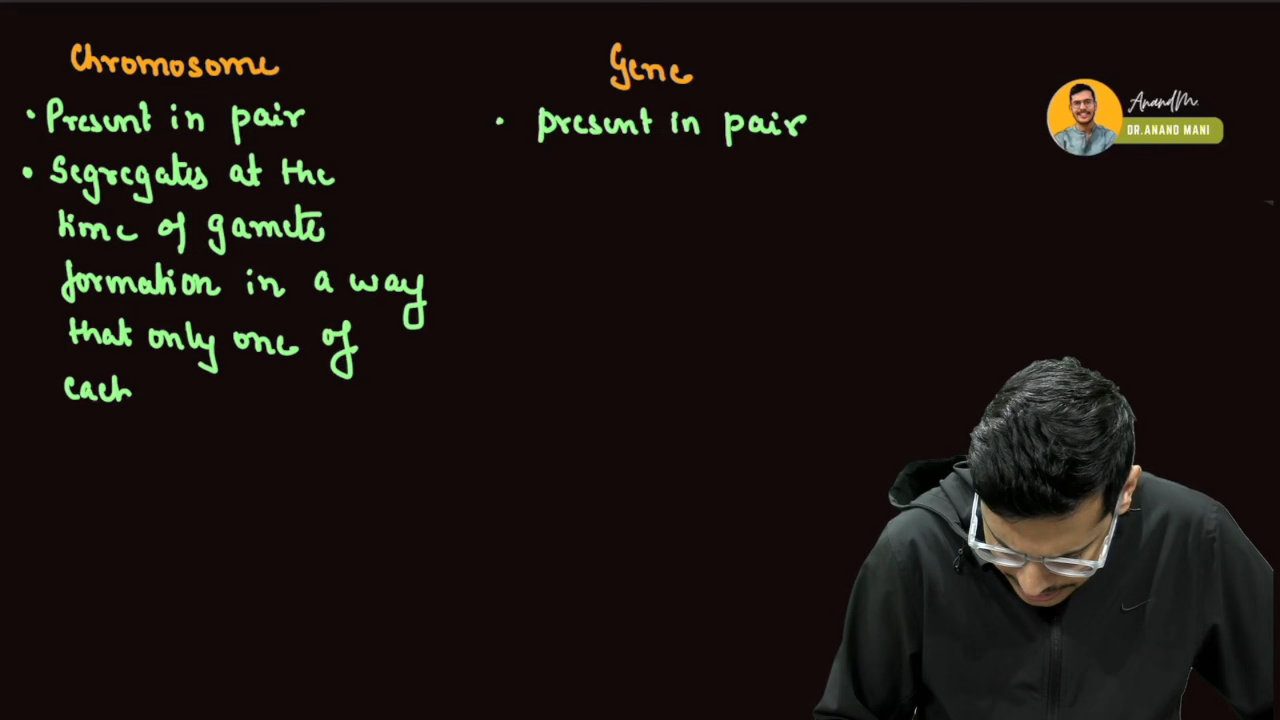 Chromosome
• Present in pair
• Segregates at the
time of gamete
formation in a way
that only one of
each
Gene
• present in pair
AnandM.
DR.ANAND MANI